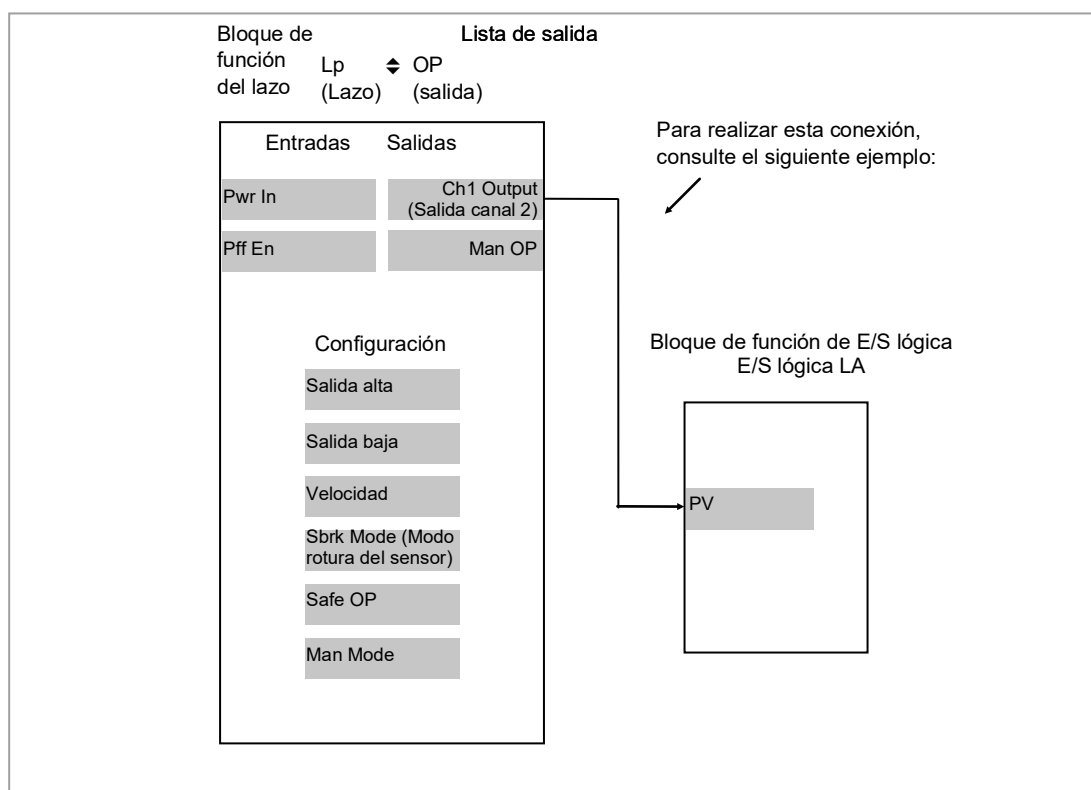 Bloque de
función
del lazo
Lp
(Lazo)
OP
(salida)
Lista de salida
Entradas
Salidas
Pwr In
Ch1 Output
(Salida canal 2)
Pff En
Man OP
Configuración
Salida alta
Salida baja
Velocidad
Sbrk Mode (Modo
rotura del sensor)
Safe OP
Man Mode
Para realizar esta conexión,
consulte el siguiente ejemplo:
Bloque de función de E/S lógica
E/S lógica LA
PV